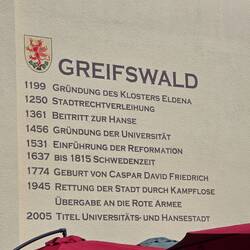 GREIFSWALD
1199 GRÜNDUNG DES KLOSTERS ELDENA
1250 STADTRECHTVERLEIHUNG
1361 BEITRITT ZUR HANSE
1456 GRÜNDUNG DER UNIVERSITÄT
1531 EINFÜHRUNG DER REFORMATION
1637 BIS 1815 SCHWEDENZEIT
1774 GEBURT VON CASPAR DAVID FRIEDRICH
1945 RETTUNG DER STADT DURCH KAMPFLOSE
ÜBERGABE AN DIE ROTE ARMEE
2005 TITEL UNIVERSITÄTS- UND HANSESTADT